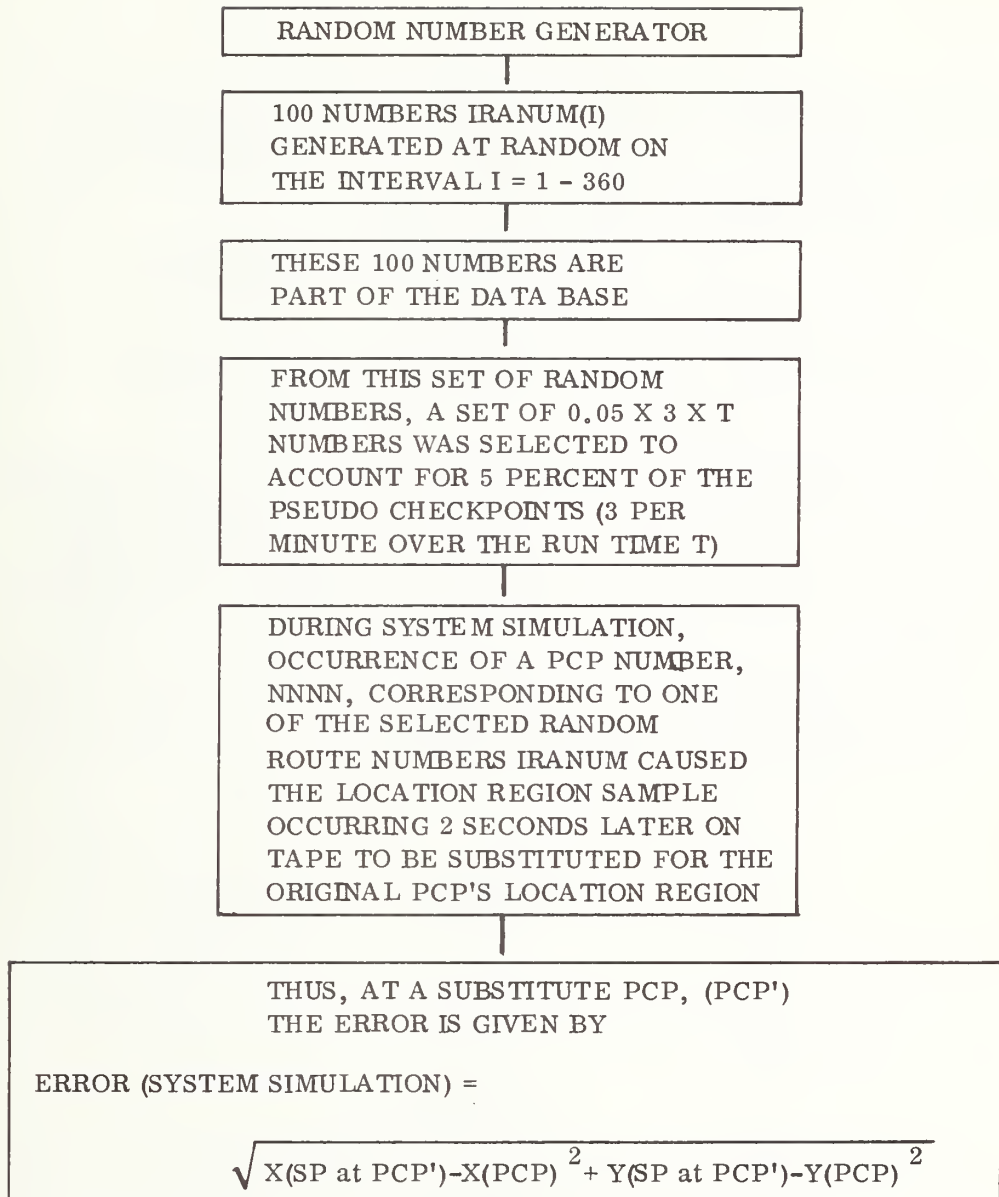 RANDOM NUMBER GENERATOR
100 NUMBERS IRANUM(I)
GENERATED AT RANDOM ON
THE INTERVAL I = 1 - 360
THESE 100 NUMBERS ARE
PART OF THE DATA BASE
FROM THIS SET OF RANDOM
NUMBERS, A SET OF 0.05 X 3 X T
NUMBERS WAS SELECTED TO
ACCOUNT FOR 5 PERCENT OF THE
PSEUDO CHECKPOINTS (3 PER
MINUTE OVER THE RUN TIME T)
DURING SYSTEM SIMULATION,
OCCURRENCE OF A PCP NUMBER,
NNNN, CORRESPONDING TO ONE
OF THE SELECTED RANDOM
ROUTE NUMBERS IRANUM CAUSED
THE LOCATION REGION SAMPLE
OCCURRING 2 SECONDS LATER ON
TAPE TO BE SUBSTITUTED FOR THE
ORIGINAL PCP'S LOCATION REGION
THUS, AT A SUBSTITUTE PCP, (PCP')
THE ERROR IS GIVEN BY
ERROR (SYSTEM SIMULATION) =
√ X(SP at PCP')-X(PCP) 2 + Y(SP at PCP')-Y(PCP) 2